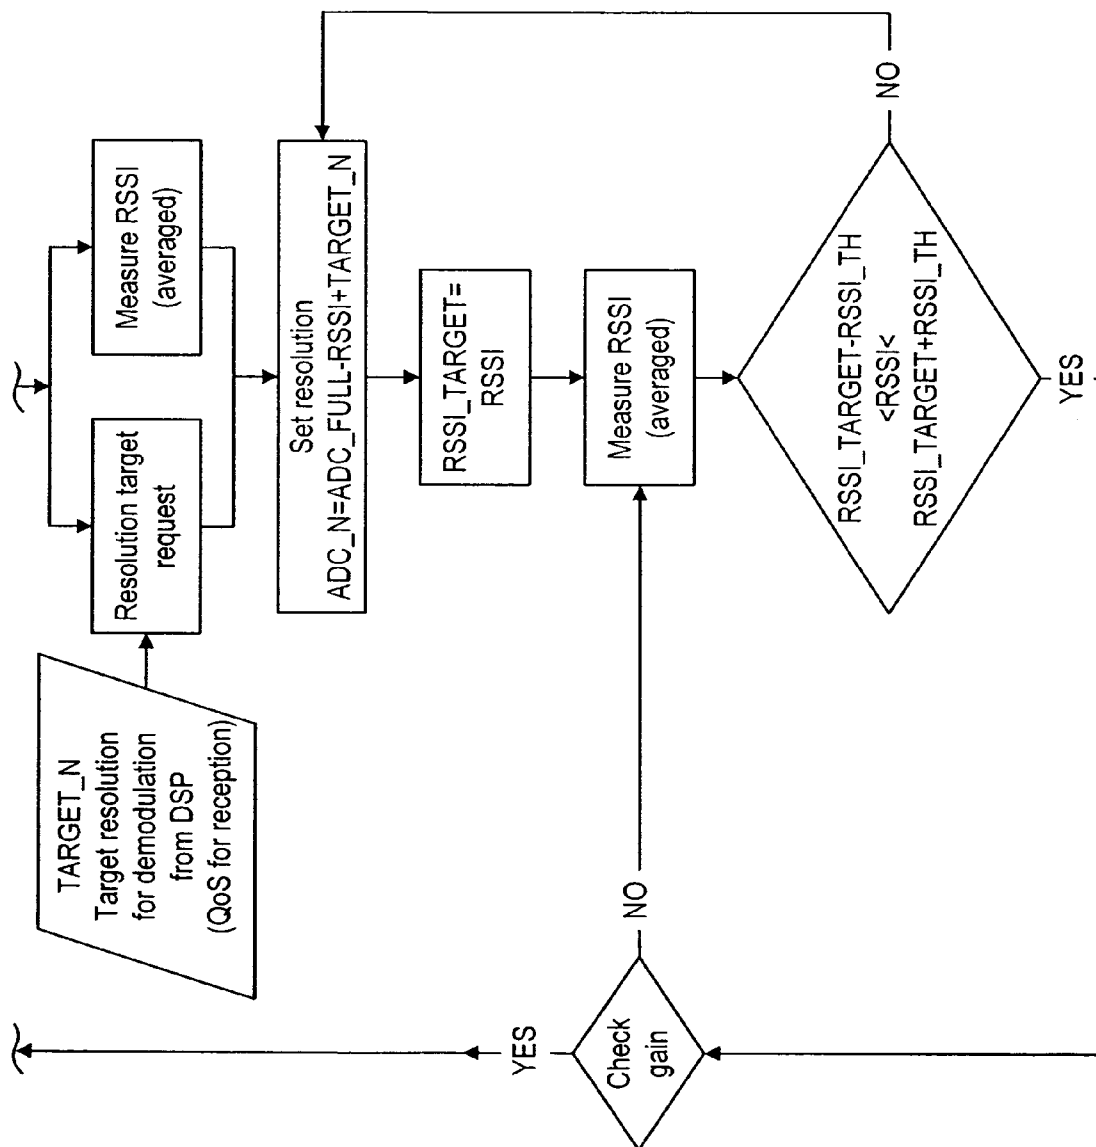 TARGET_N
Target resolution
for demodulation
from DSP
(QoS for reception)
Resolution target
request
Measure RSSI
(averaged)
Set resolution
ADC_N=ADC_FULL-RSSI+TARGET_N
RSSI_TARGET=
RSSI
Measure RSSI
(averaged)
RSSI_TARGET-RSSI_TH
<RSSI<
RSSI_TARGET+RSSI_TH
NO
YES
Check
gain
NO
YES